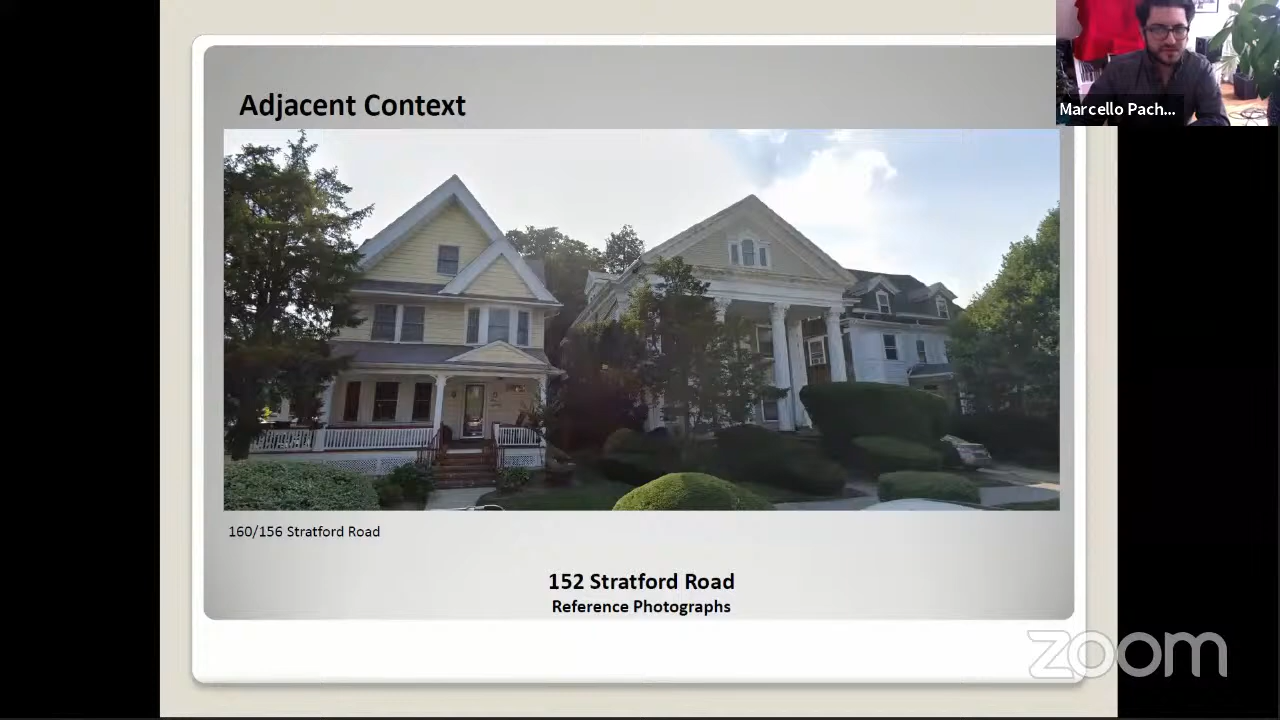 Adjacent Context
Marcello Pach...
160/156 Stratford Road
152 Stratford Road
Reference Photographs
zoom